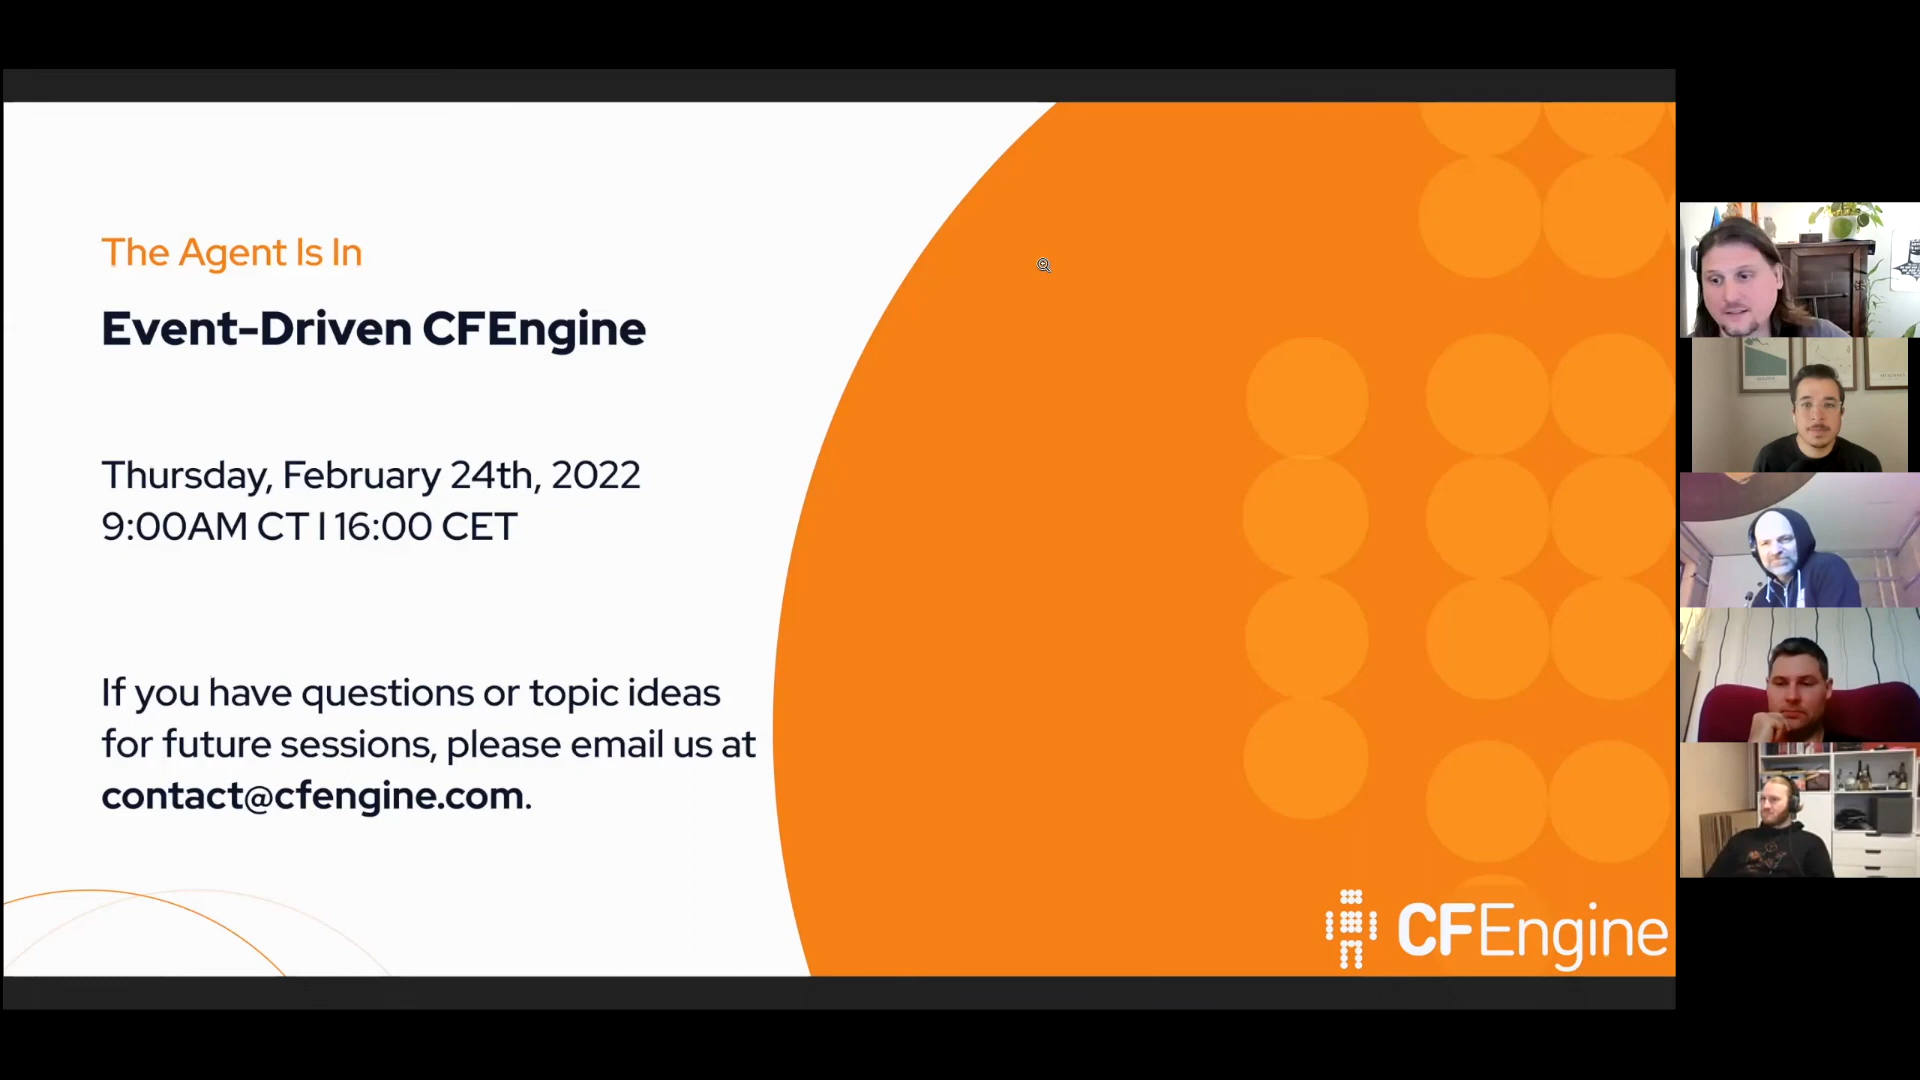 The Agent Is In
Event-Driven CFEngine
Thursday, February 24th, 2022
9:00AM CT | 16:00 CET
If you have questions or topic ideas
for future sessions, please email us at
contact@cfengine.com.
CFEngine